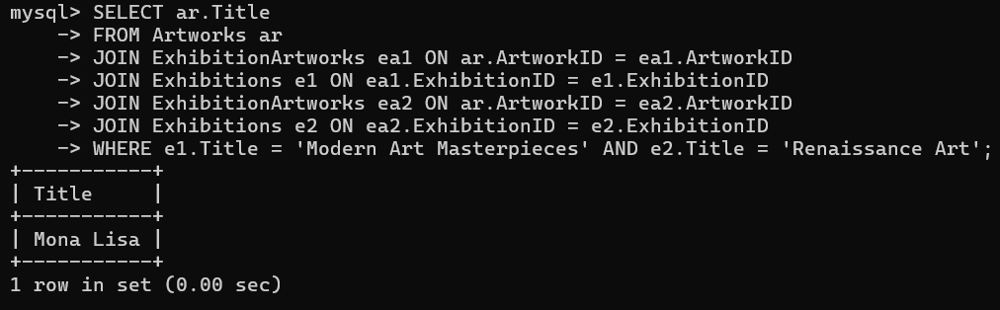 mysql> SELECT ar.Title
    -> FROM Artworks ar
    -> JOIN ExhibitionArtworks ea1 ON ar.ArtworkID = ea1.ArtworkID
    -> JOIN Exhibitions e1 ON ea1.ExhibitionID = e1.ExhibitionID
    -> JOIN ExhibitionArtworks ea2 ON ar.ArtworkID = ea2.ArtworkID
    -> JOIN Exhibitions e2 ON ea2.ExhibitionID = e2.ExhibitionID
    -> WHERE e1.Title = 'Modern Art Masterpieces' AND e2.Title = 'Renaissance Art';
+-----------+
| Title     |
+-----------+
| Mona Lisa |
+-----------+
1 row in set (0.00 sec)